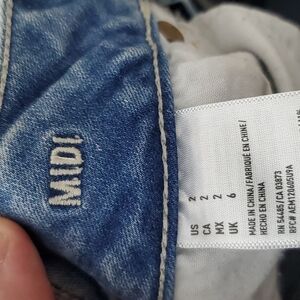 MIDI
US 2
CA 2
MX 2
UK 6
MADE IN CHINA/FABRIQUÉ EN CHINE/
HECHO EN CHINA
RN 54485/CA 03873
RFC# AEM120605U9A